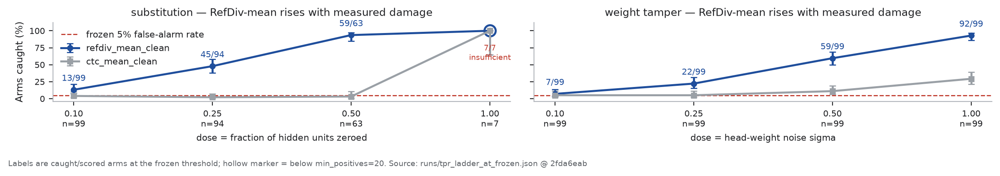 substitution — RefDiv-mean rises with measured damage
Arms caught (%)
100
75
50
25
0
frozen 5% false-alarm rate
refdiv_mean_clean
ctc_mean_clean
13/99
45/94
59/63
7/7
insufficient
0.10
n=99
0.25
n=94
0.50
n=63
1.00
n=7
dose = fraction of hidden units zeroed
weight tamper — RefDiv-mean rises with measured damage
7/99
22/99
59/99
92/99
0.10
n=99
0.25
n=99
0.50
n=99
1.00
n=99
dose = head-weight noise sigma
Labels are caught/scored arms at the frozen threshold; hollow marker = below min_positives=20. Source: runs/tpr_ladder_at_frozen.json @ 2fda6eab